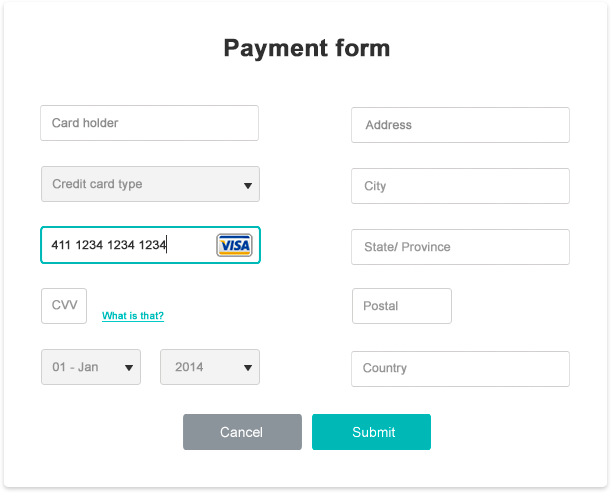 Payment form
Card holder
Address
Credit card type
City
411 1234 1234 1234
VISA
State/ Province
CVV
What is that?
Postal
01 - Jan
2014
Country
Cancel
Submit